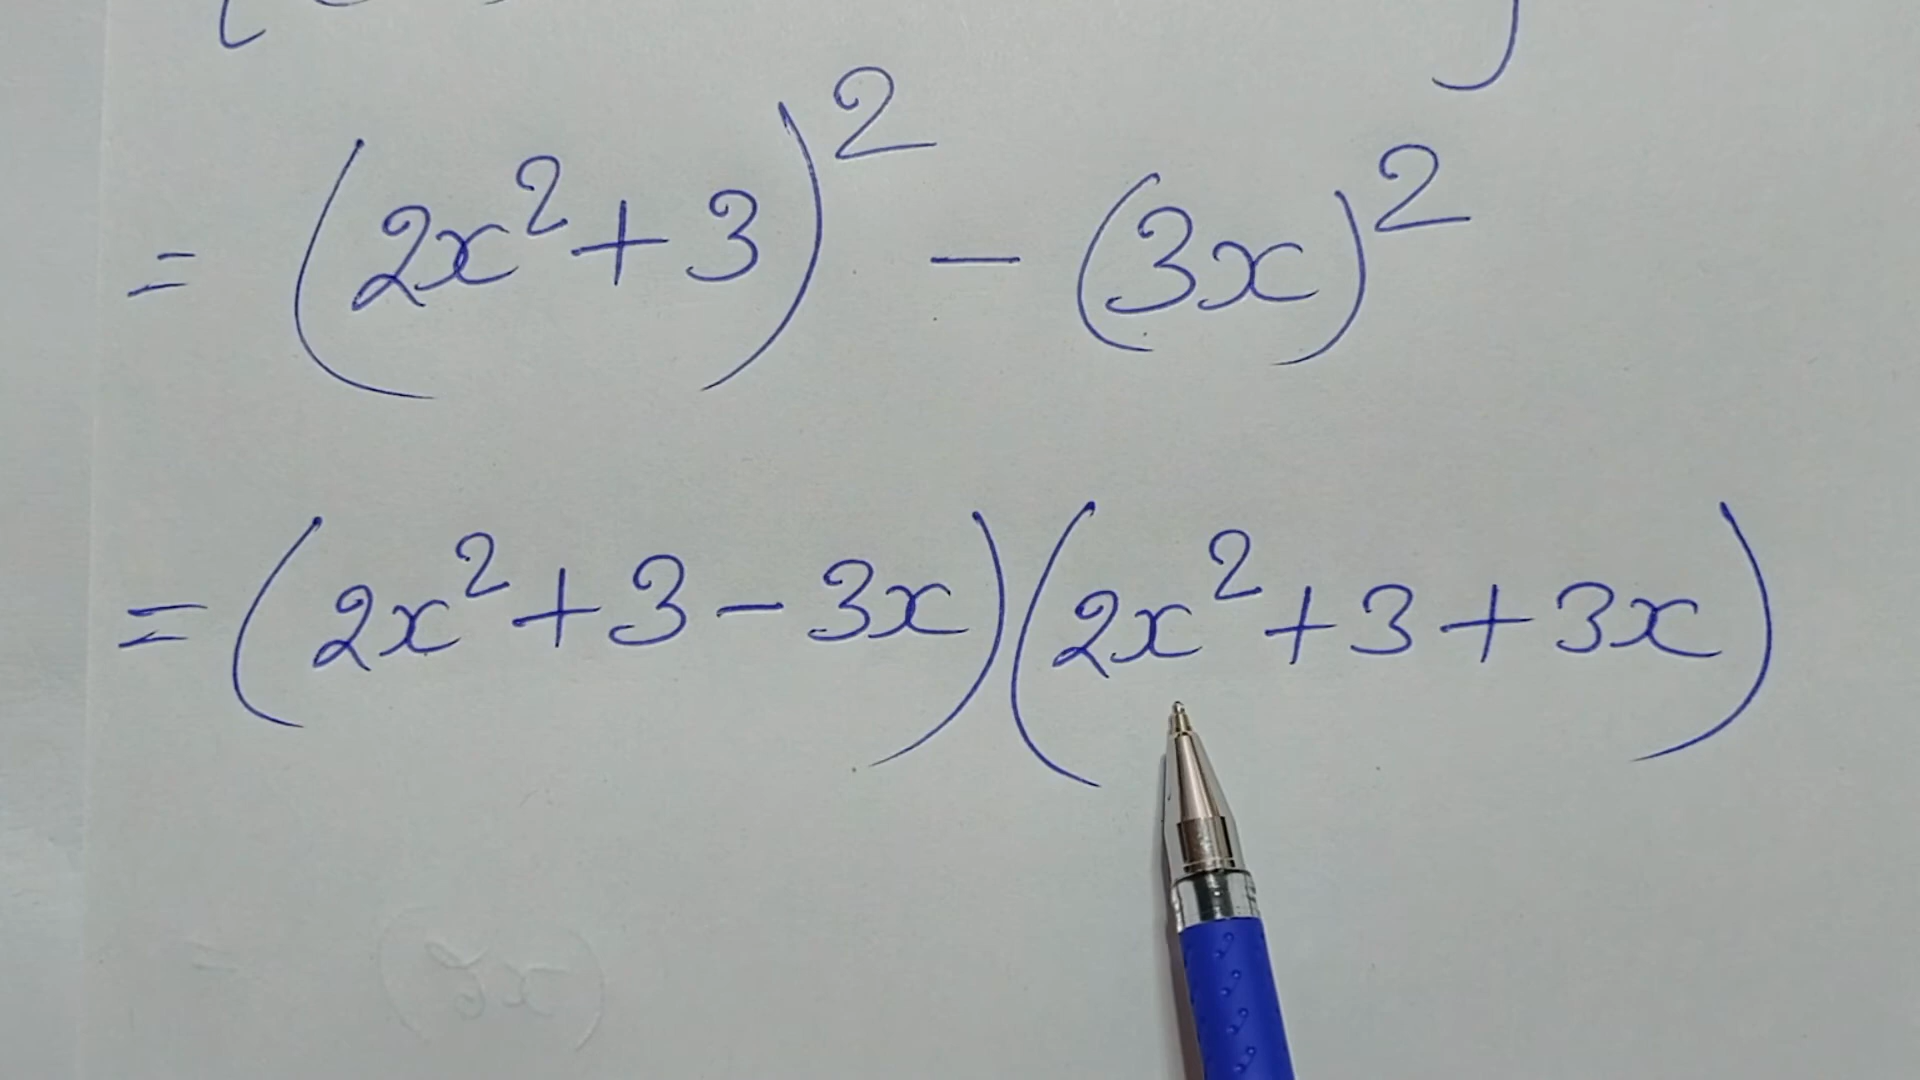 = (2x² + 3)² - (3x)²
= (2x² + 3 - 3x)(2x² + 3 + 3x)